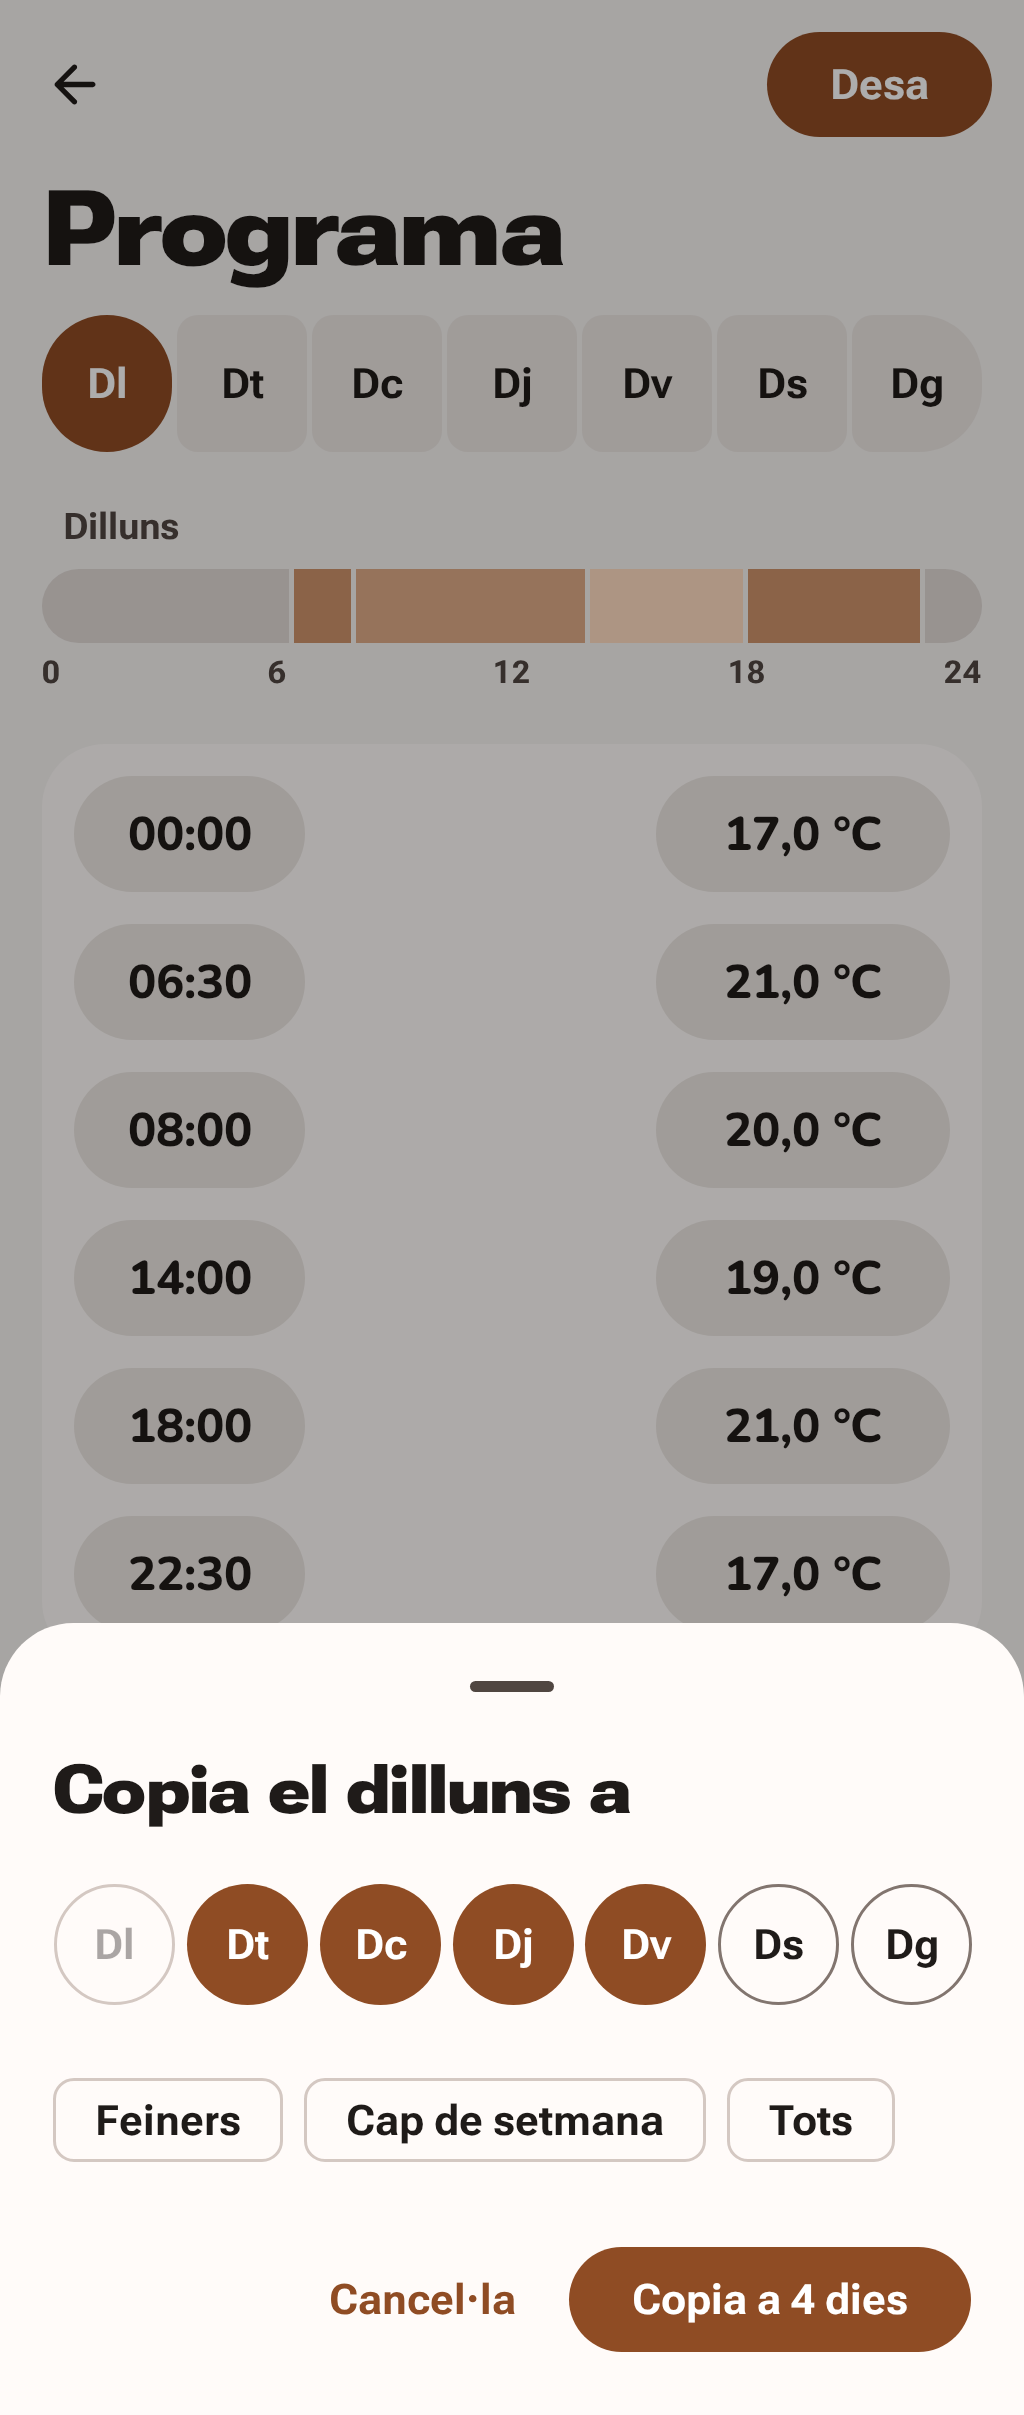 Desa
Programa
Dl Dt Dc Dj Dv Ds Dg
Dilluns
0 6 12 18 24
00:00 17,0 °C
06:30 21,0 °C
08:00 20,0 °C
14:00 19,0 °C
18:00 21,0 °C
22:30 17,0 °C
Copia el dilluns a
Dl Dt Dc Dj Dv Ds Dg
Feiners Cap de setmana Tots
Cancel·la Copia a 4 dies